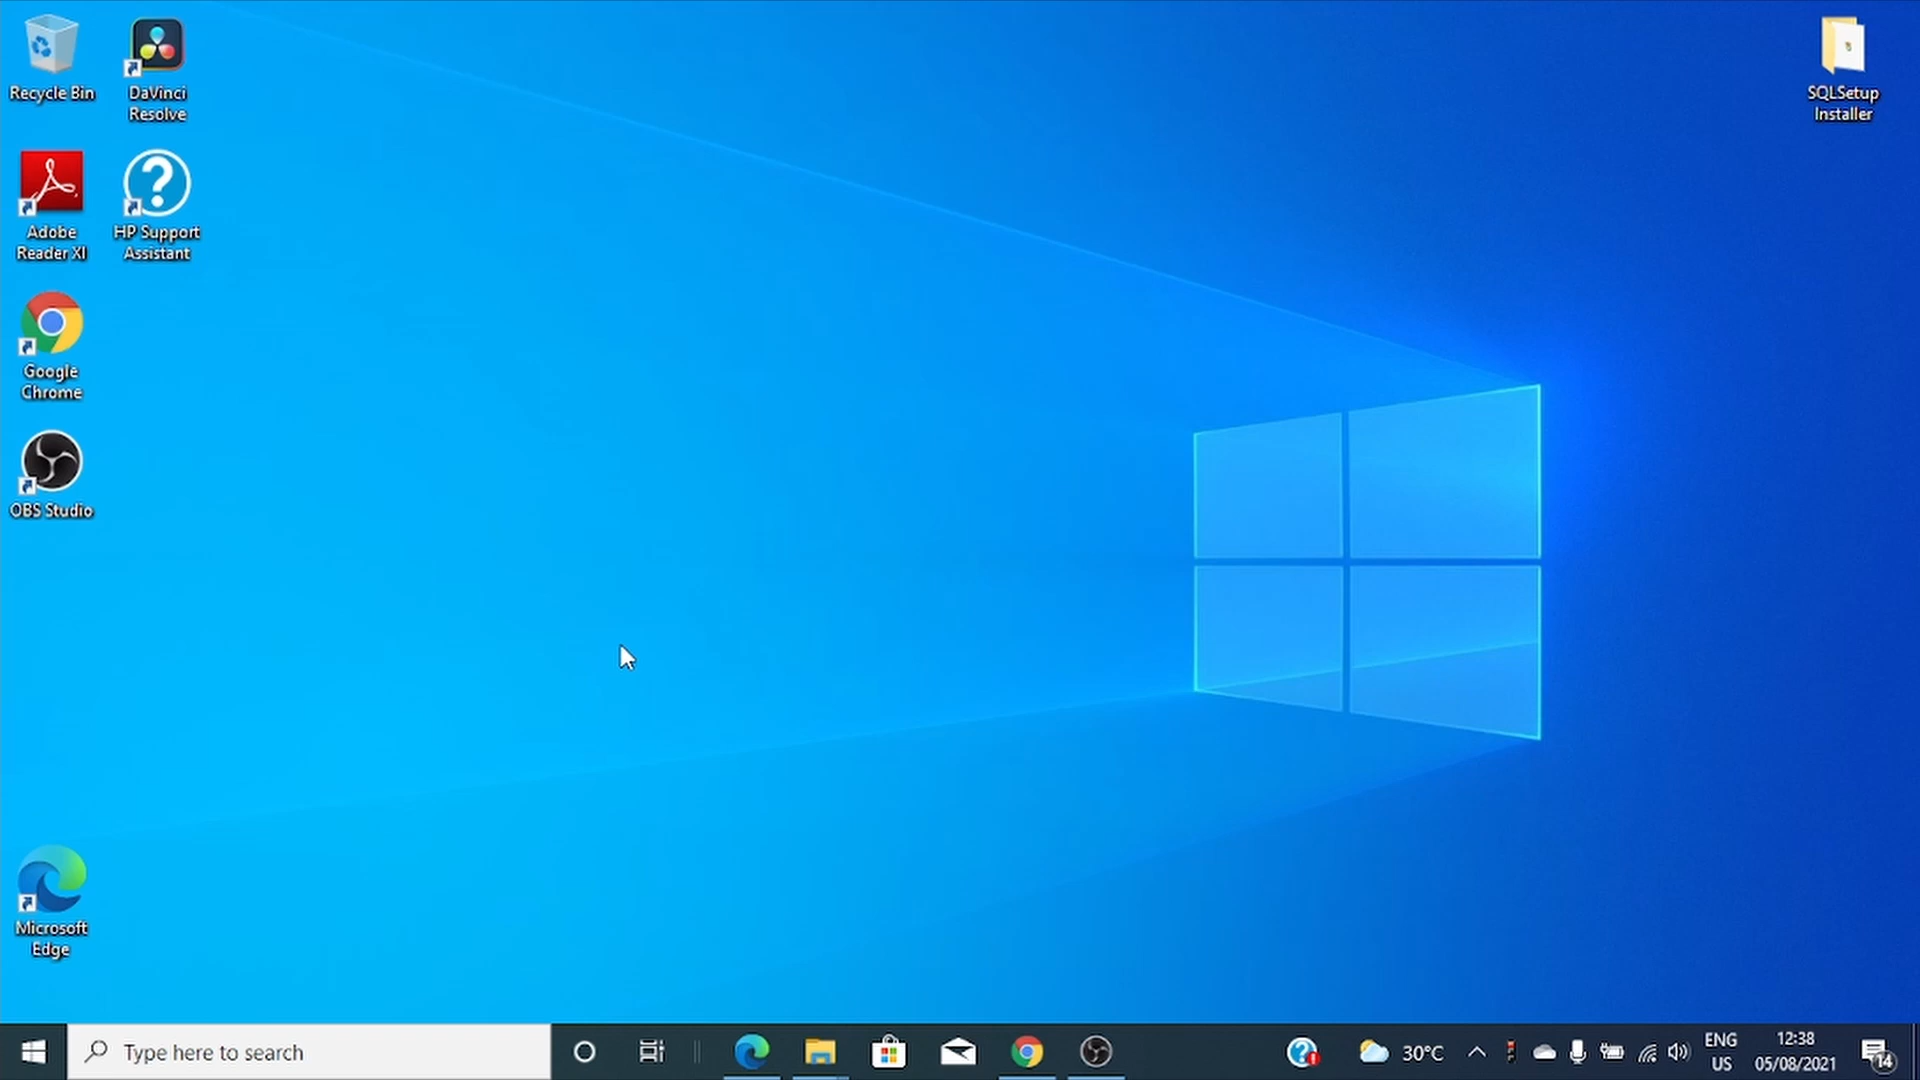 Recycle Bin
DaVinci
Resolve
SQLSetup
Installer
Adobe
Reader XI
HP Support
Assistant
Google
Chrome
OBS Studio
Microsoft
Edge
Type here to search
30°C
ENG
US
12:38
05/08/2021
14